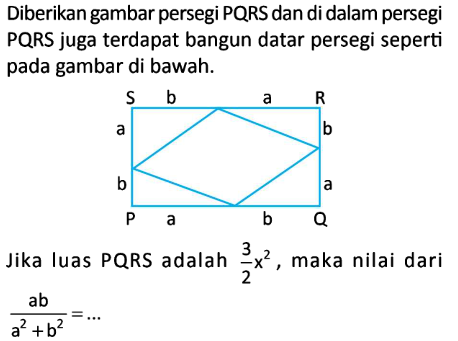 Diberikan gambar persegi PQRS dan di dalam persegi
PQRS juga terdapat bangun datar persegi seperti
pada gambar di bawah.
S b a R
a b
b a
P a b Q
Jika luas PQRS adalah $\frac{3}{2}x^2$, maka nilai dari
$\frac{ab}{a^2+b^2}$ = ...